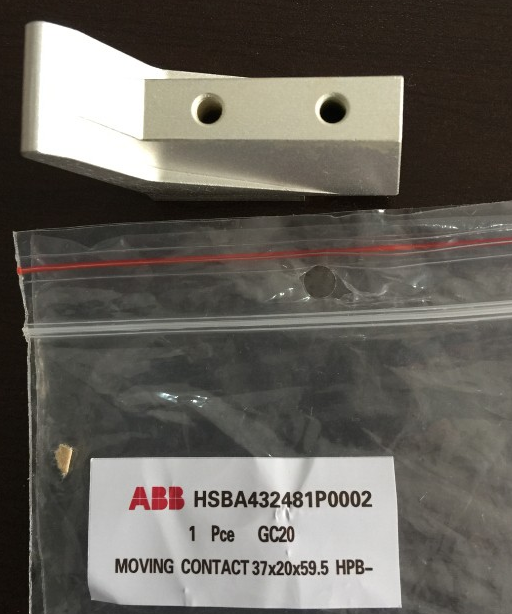 ABB HSBA432481P0002
1 Pce GC20
MOVING CONTACT 37x20x59.5 HPB-